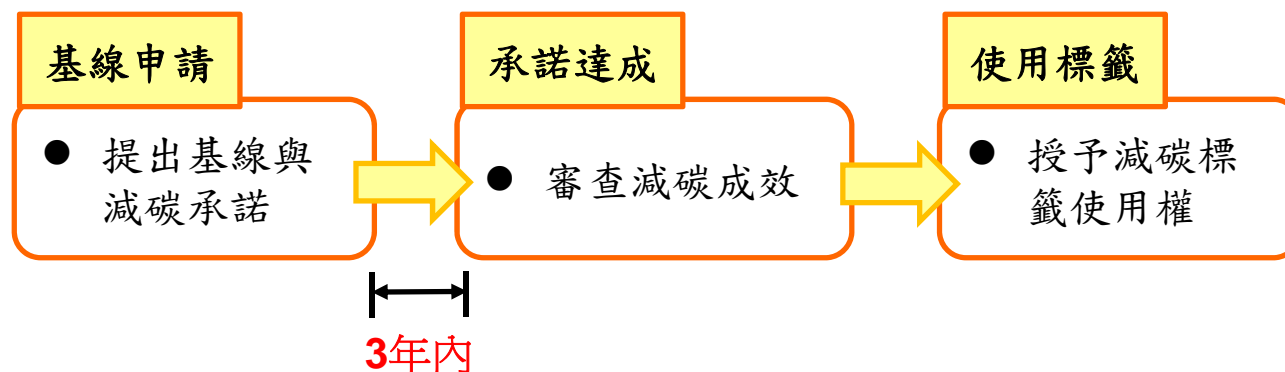 基線申請
● 提出基線與
減碳承諾
承諾達成
● 審查減碳成效
使用標籤
● 授予減碳標
籤使用權
3年內